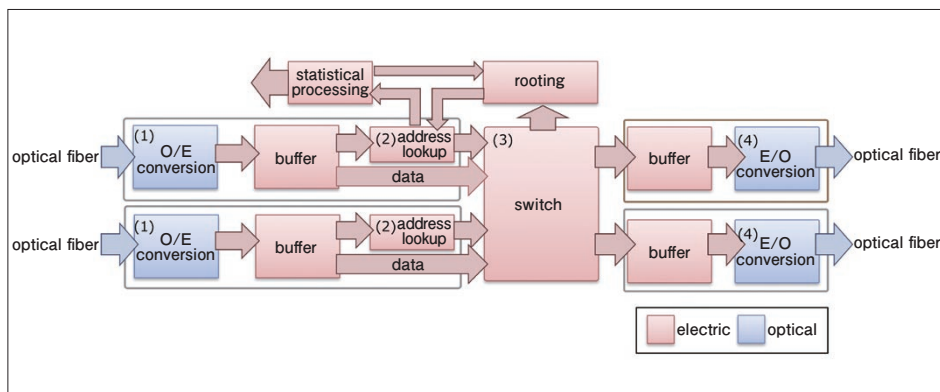 statistical
processing
rooting
optical fiber
(1)
O/E
conversion
buffer
(2) address
lookup
data
(3)
switch
buffer
(4)
E/O
conversion
optical fiber
optical fiber
(1)
O/E
conversion
buffer
(2) address
lookup
data
buffer
(4)
E/O
conversion
optical fiber
electric
optical